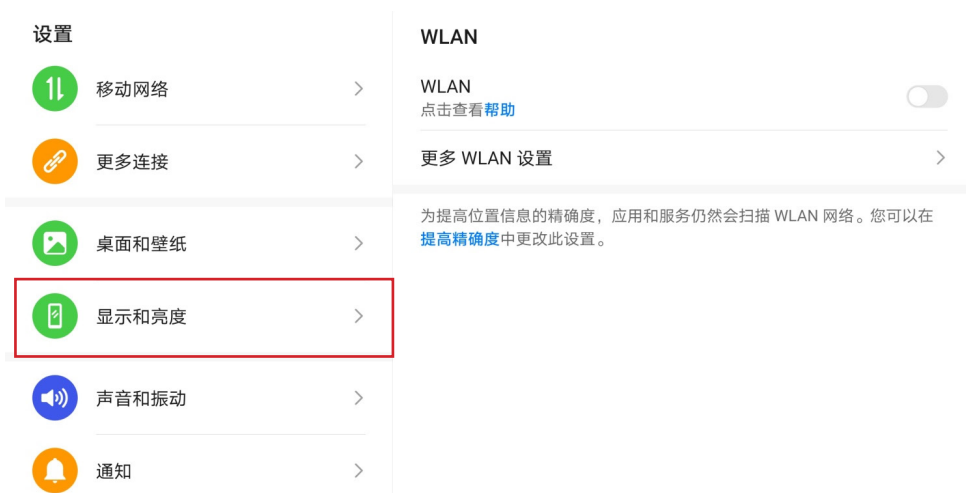 设置
移动网络
更多连接
桌面和壁纸
显示和亮度
声音和振动
通知
WLAN
WLAN
点击查看帮助
更多 WLAN 设置
为提高位置信息的精确度，应用和服务仍然会扫描 WLAN 网络。您可以在
提高精确度中更改此设置。